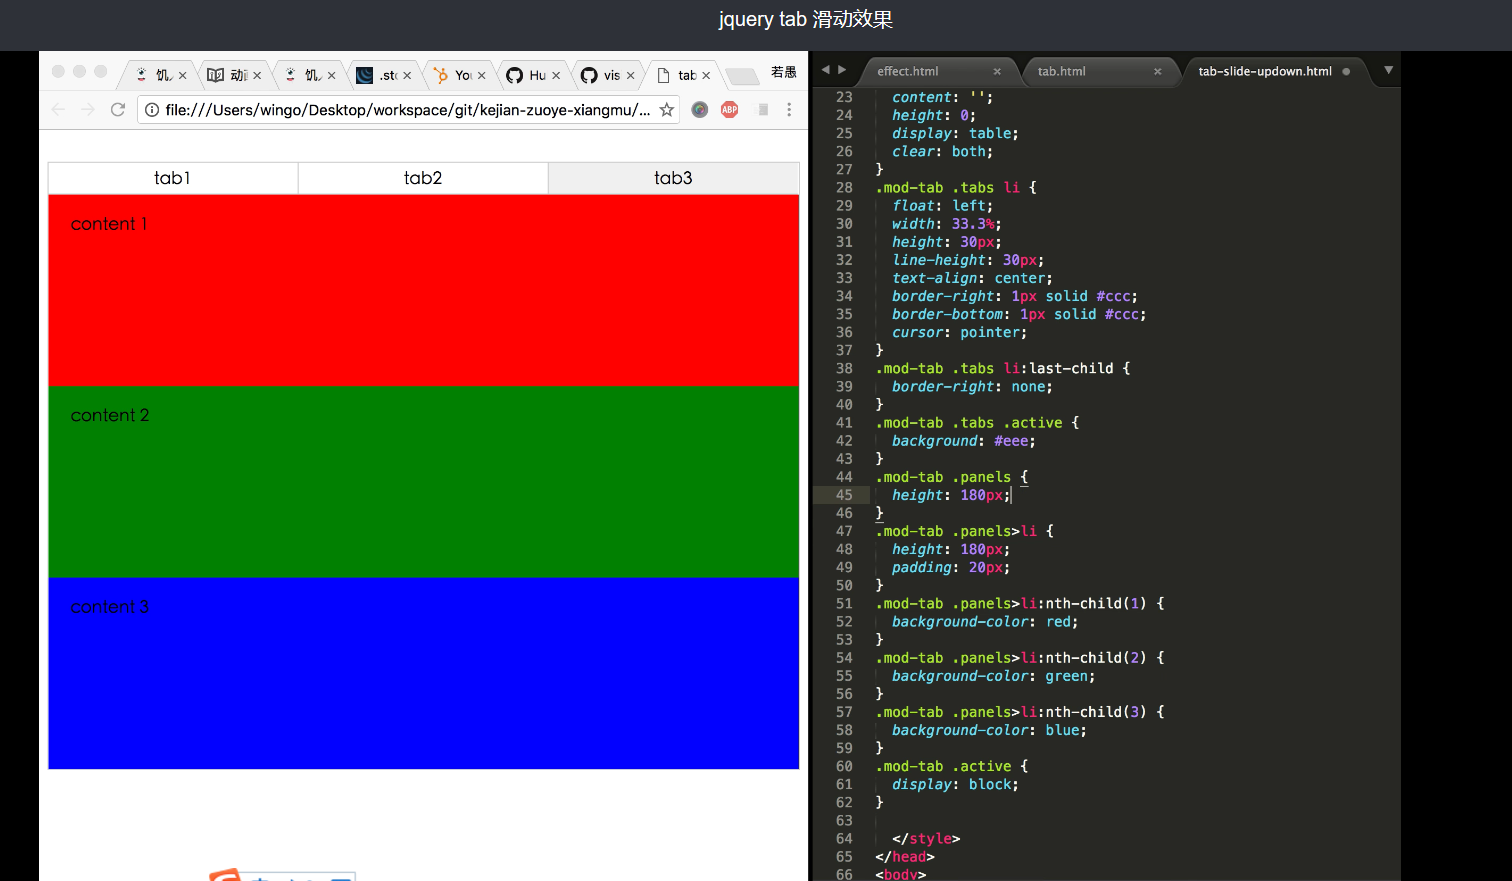 jquery tab 滑动效果
饥 动 饥 .st You Hu vis tab 若愚
file:///Users/wingo/Desktop/workspace/git/kejian-zuoye-xiangmu/...
ABP
tab1 tab2 tab3
content 1
content 2
content 3
effect.html tab.html tab-slide-updown.html
23 content: '';
24 height: 0;
25 display: table;
26 clear: both;
27 }
28 .mod-tab .tabs li {
29 float: left;
30 width: 33.3%;
31 height: 30px;
32 line-height: 30px;
33 text-align: center;
34 border-right: 1px solid #ccc;
35 border-bottom: 1px solid #ccc;
36 cursor: pointer;
37 }
38 .mod-tab .tabs li:last-child {
39 border-right: none;
40 }
41 .mod-tab .tabs .active {
42 background: #eee;
43 }
44 .mod-tab .panels {
45 height: 180px;
46 }
47 .mod-tab .panels>li {
48 height: 180px;
49 padding: 20px;
50 }
51 .mod-tab .panels>li:nth-child(1) {
52 background-color: red;
53 }
54 .mod-tab .panels>li:nth-child(2) {
55 background-color: green;
56 }
57 .mod-tab .panels>li:nth-child(3) {
58 background-color: blue;
59 }
60 .mod-tab .active {
61 display: block;
62 }
63
64 </style>
65 </head>
66 <body>